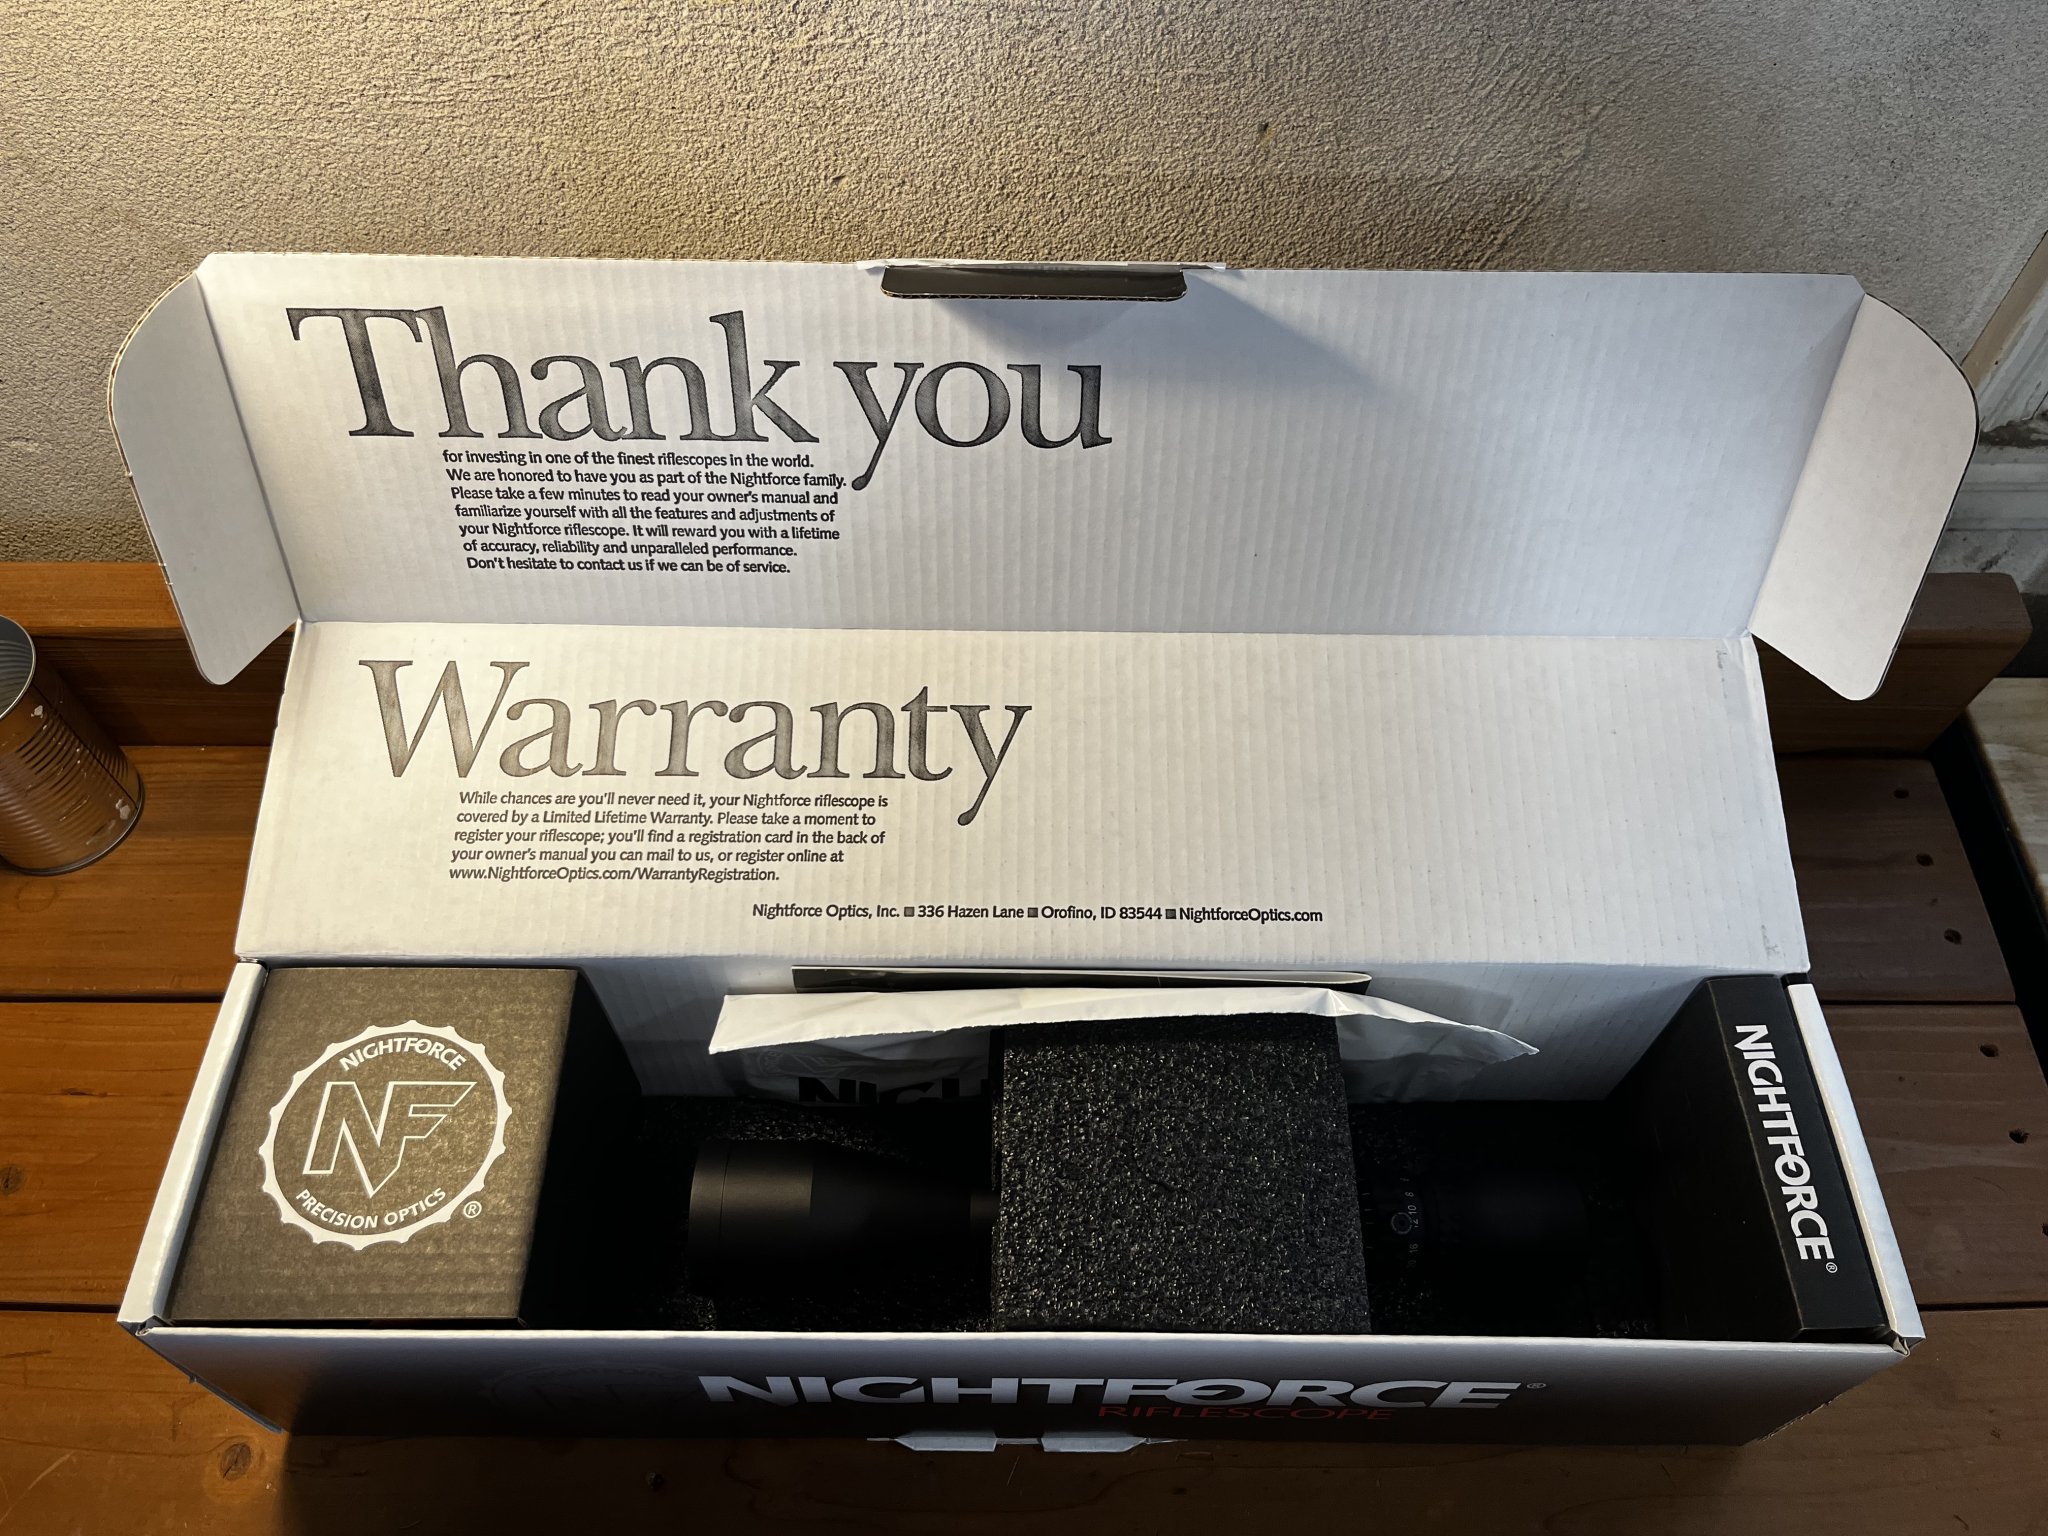 Thank you
for investing in one of the finest riflescopes in the world.
We are honored to have you as part of the Nightforce family.
Please take a few minutes to read your owner's manual and
familiarize yourself with all the features and adjustments of
your Nightforce riflescope. It will reward you with a lifetime
of accuracy, reliability and unparalleled performance.
Don't hesitate to contact us if we can be of service.
Warranty
While chances are you'll never need it, your Nightforce riflescope is
covered by a Limited Lifetime Warranty. Please take a moment to
register your riflescope; you'll find a registration card in the back of
your owner's manual you can mail to us, or register online at
www.NightforceOptics.com/WarrantyRegistration.
Nightforce Optics, Inc. ■ 336 Hazen Lane ■ Orofino, ID 83544 ■ NightforceOptics.com
NIGHTFORCE
NF
PRECISION OPTICS®
NIGHTFORCE®
NIGHTFORCE®
RIFLESCOPE